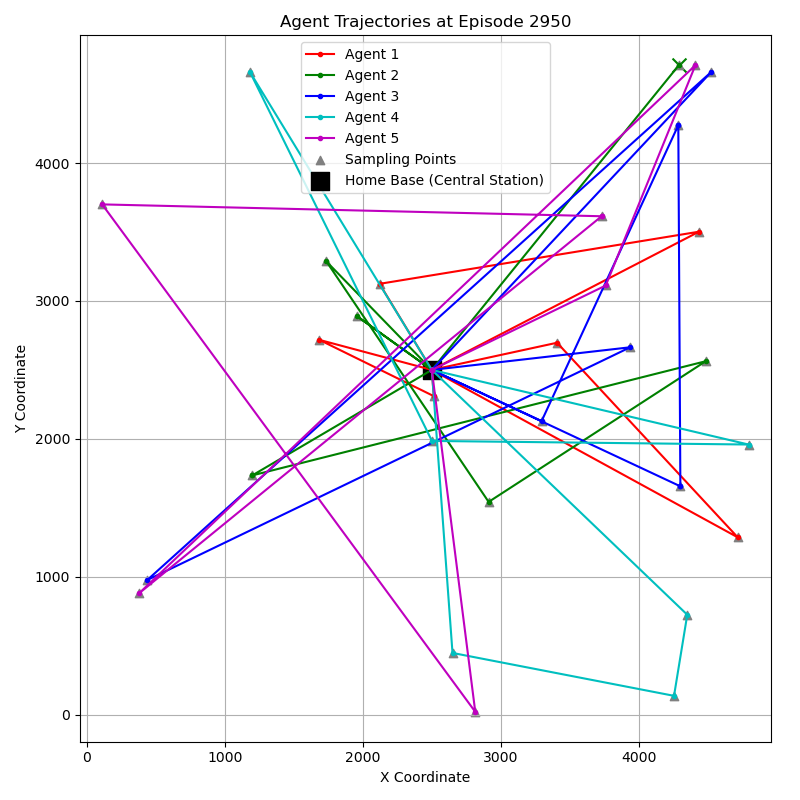 Agent Trajectories at Episode 2950
Agent 1
Agent 2
Agent 3
Agent 4
Agent 5
Sampling Points
Home Base (Central Station)
Y Coordinate
4000
3000
2000
1000
0
0 1000 2000 3000 4000
X Coordinate